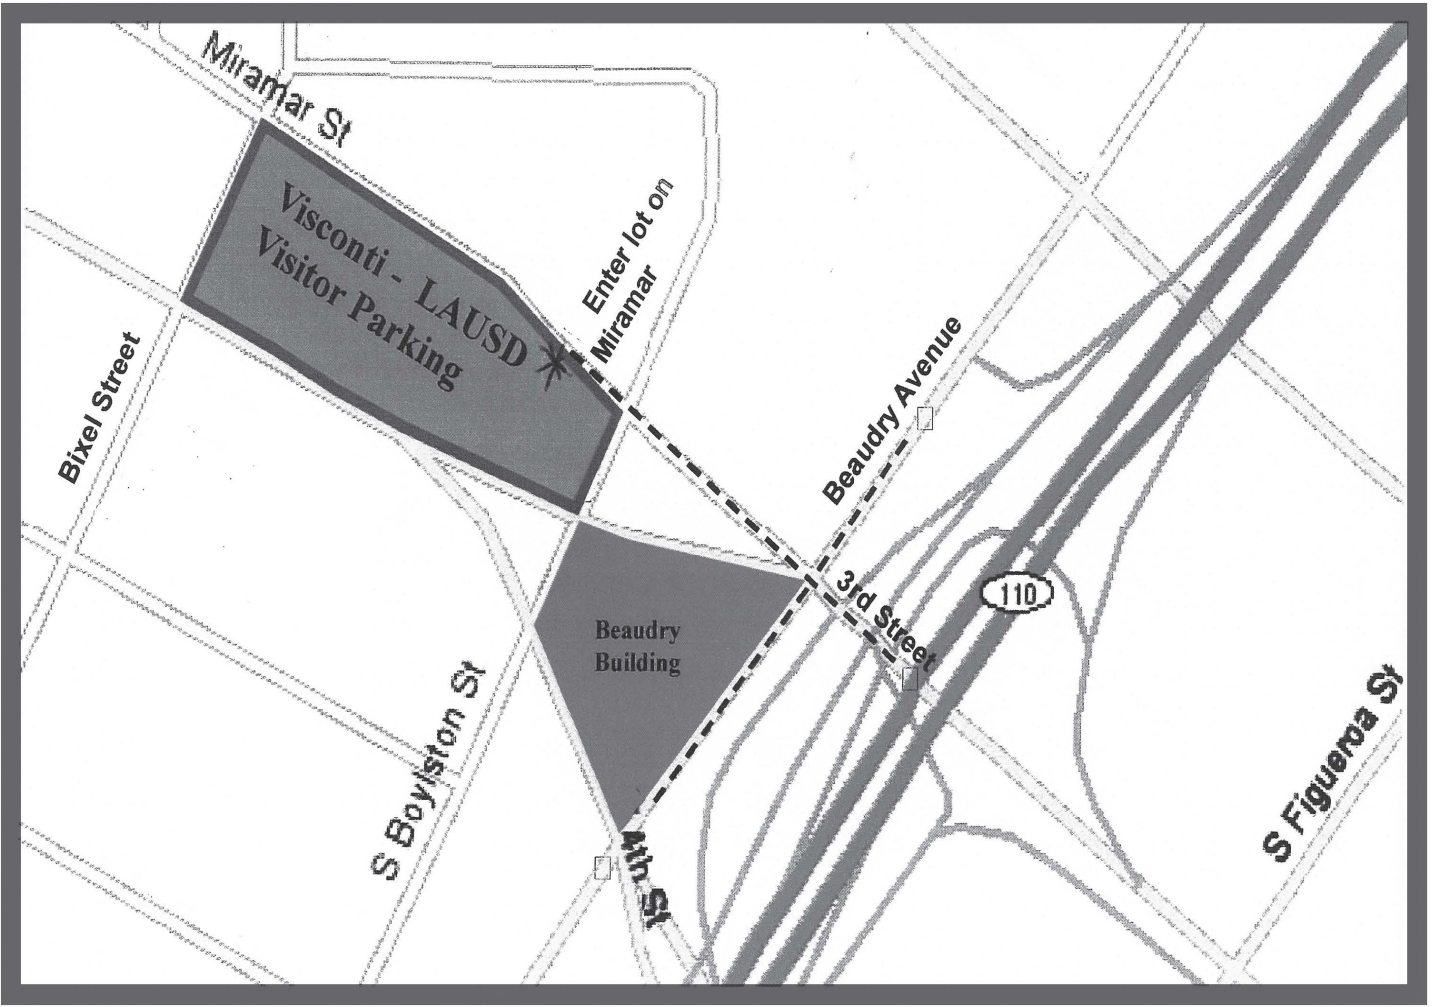 Miramar St
Visconti - LAUSD
Visitor Parking
Enter lot on
Miramar
Bixel Street
Beaudry Avenue
3rd Street
110
Beaudry
Building
S Boylston St
4th St
S Figueroa St